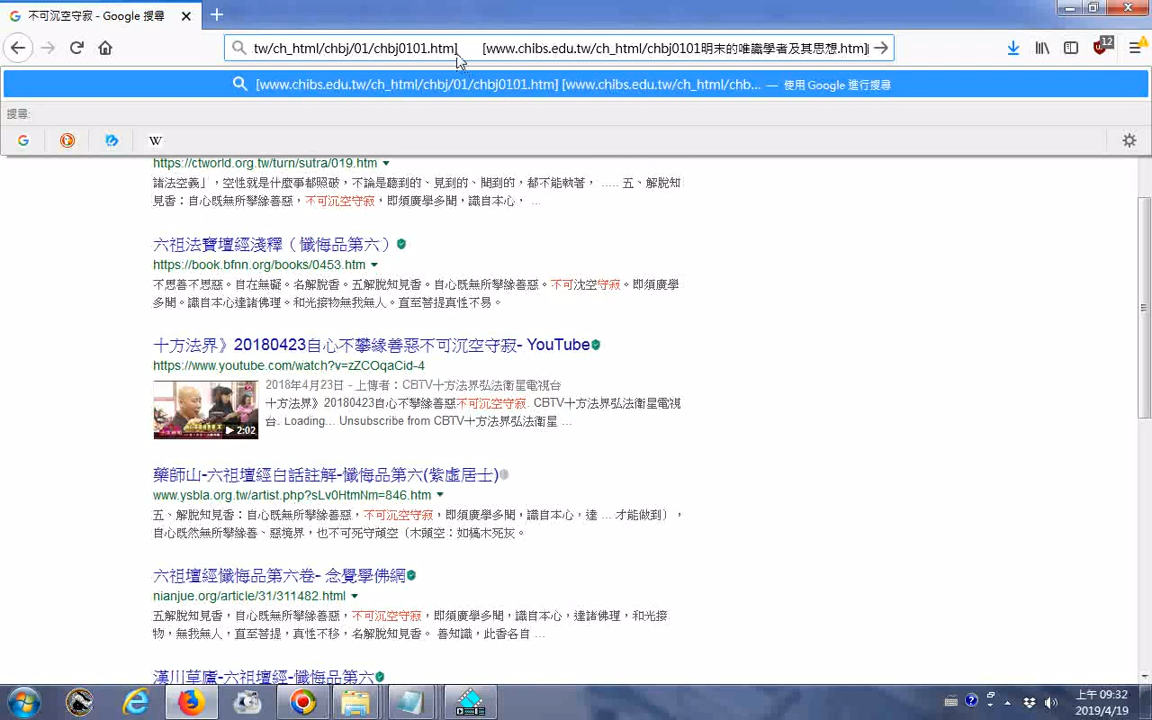 不可沉空守寂 - Google 搜尋
tw/ch_html/chbj/01/chbj0101.htm] [www.chibs.edu.tw/ch_html/chbj0101明末的唯識學者及其思想.htm]
12
[www.chibs.edu.tw/ch_html/chbj/01/chbj0101.htm] [www.chibs.edu.tw/ch_html/chb... — 使用 Google 進行搜尋
搜尋:
https://ctworld.org.tw/turn/sutra/019.htm
諸法空義」，空性就是什麼事都照破，不論是聽到的、見到的、聞到的，都不能執著， ..... 五、解脫知
見香：自心既無所攀緣善惡，不可沉空守寂，即須廣學多聞，識自本心， ...
六祖法寶壇經淺釋（懺悔品第六）
https://book.bfnn.org/books/0453.htm
不思善不思惡。自在無礙。名解脫香。五解脫知見香。自心既無所攀緣善惡。不可沈空守寂。即須廣學
多聞。識自本心達諸佛理。和光接物無我無人。直至菩提真性不易。
十方法界》20180423自心不攀緣善惡不可沉空守寂- YouTube
https://www.youtube.com/watch?v=zZCOqaCid-4
2018年4月23日 - 上傳者：CBTV十方法界弘法衛星電視台
十方法界》20180423自心不攀緣善惡不可沉空守寂. CBTV十方法界弘法衛星電視
台. Loading... Unsubscribe from CBTV十方法界弘法衛星 ...
2:02
藥師山-六祖壇經白話註解-懺悔品第六(紫虛居士)
www.ysbla.org.tw/artist.php?sLv0HtmNm=846.htm
五、解脫知見香：自心既無所攀緣善惡，不可沉空守寂，即須廣學多聞，識自本心，達 ... 才能做到），
自心既然無所攀緣善、惡境界，也不可死守頑空（木頭空：如槁木死灰。
六祖壇經懺悔品第六卷- 念覺學佛網
nianjue.org/article/31/311482.html
五解脫知見香，自心既無所攀緣善惡，不可沉空守寂，即須廣學多聞，識自本心，達諸佛理，和光接
物，無我無人，直至菩提，真性不移，名解脫知見香。 善知識，此香各自 ...
漢川草廬-六祖壇經-懺悔品第六
上午 09:32
2019/4/19